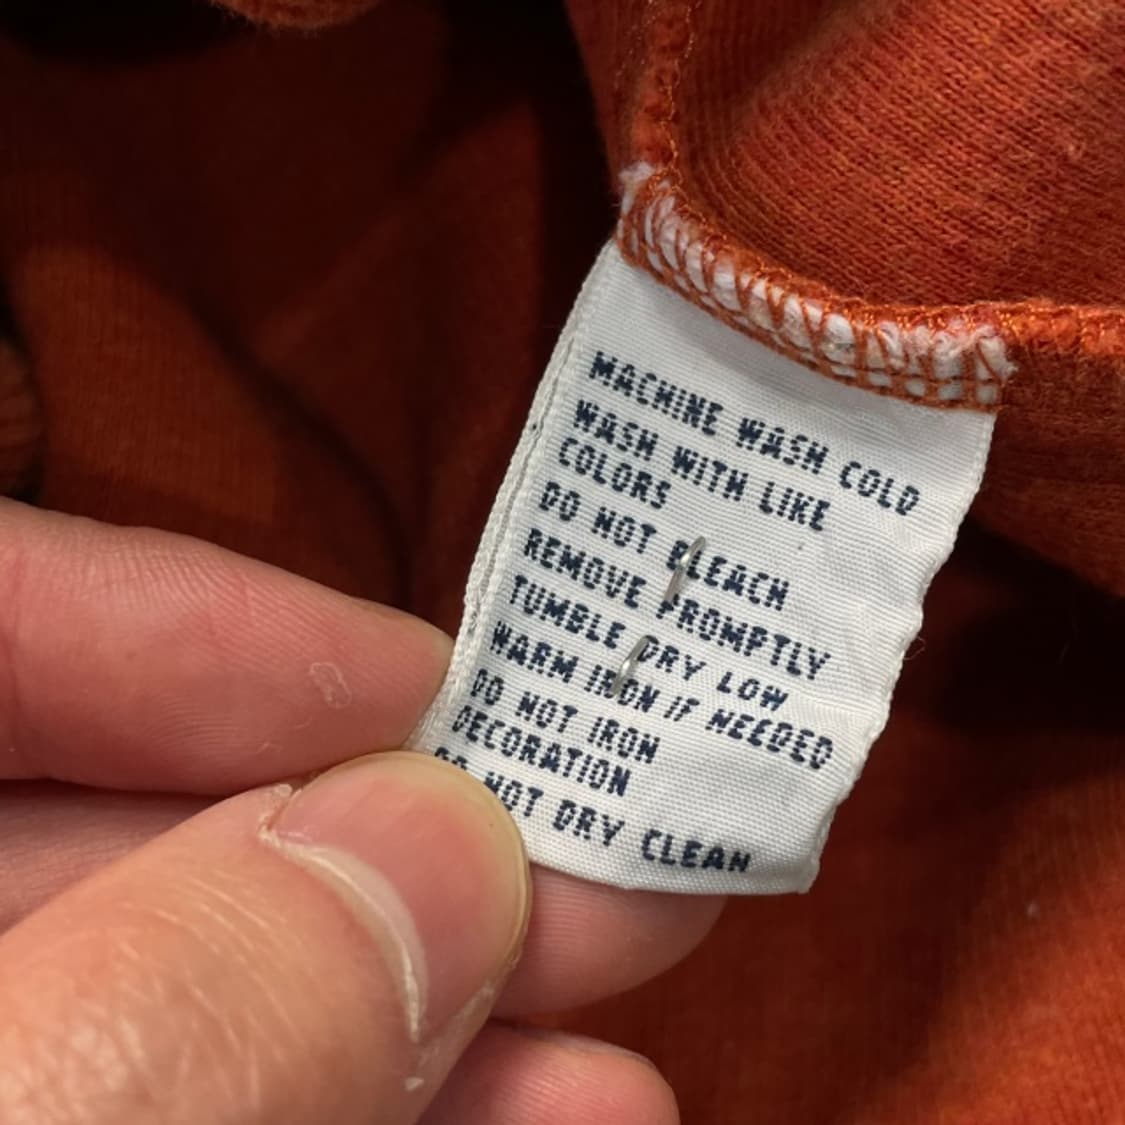 MACHINE WASH COLD
WASH WITH LIKE
COLORS
DO NOT BLEACH
REMOVE PROMPTLY
TUMBLE DRY LOW
WARM IRON IF NEEDED
DO NOT IRON
DECORATION
DO NOT DRY CLEAN